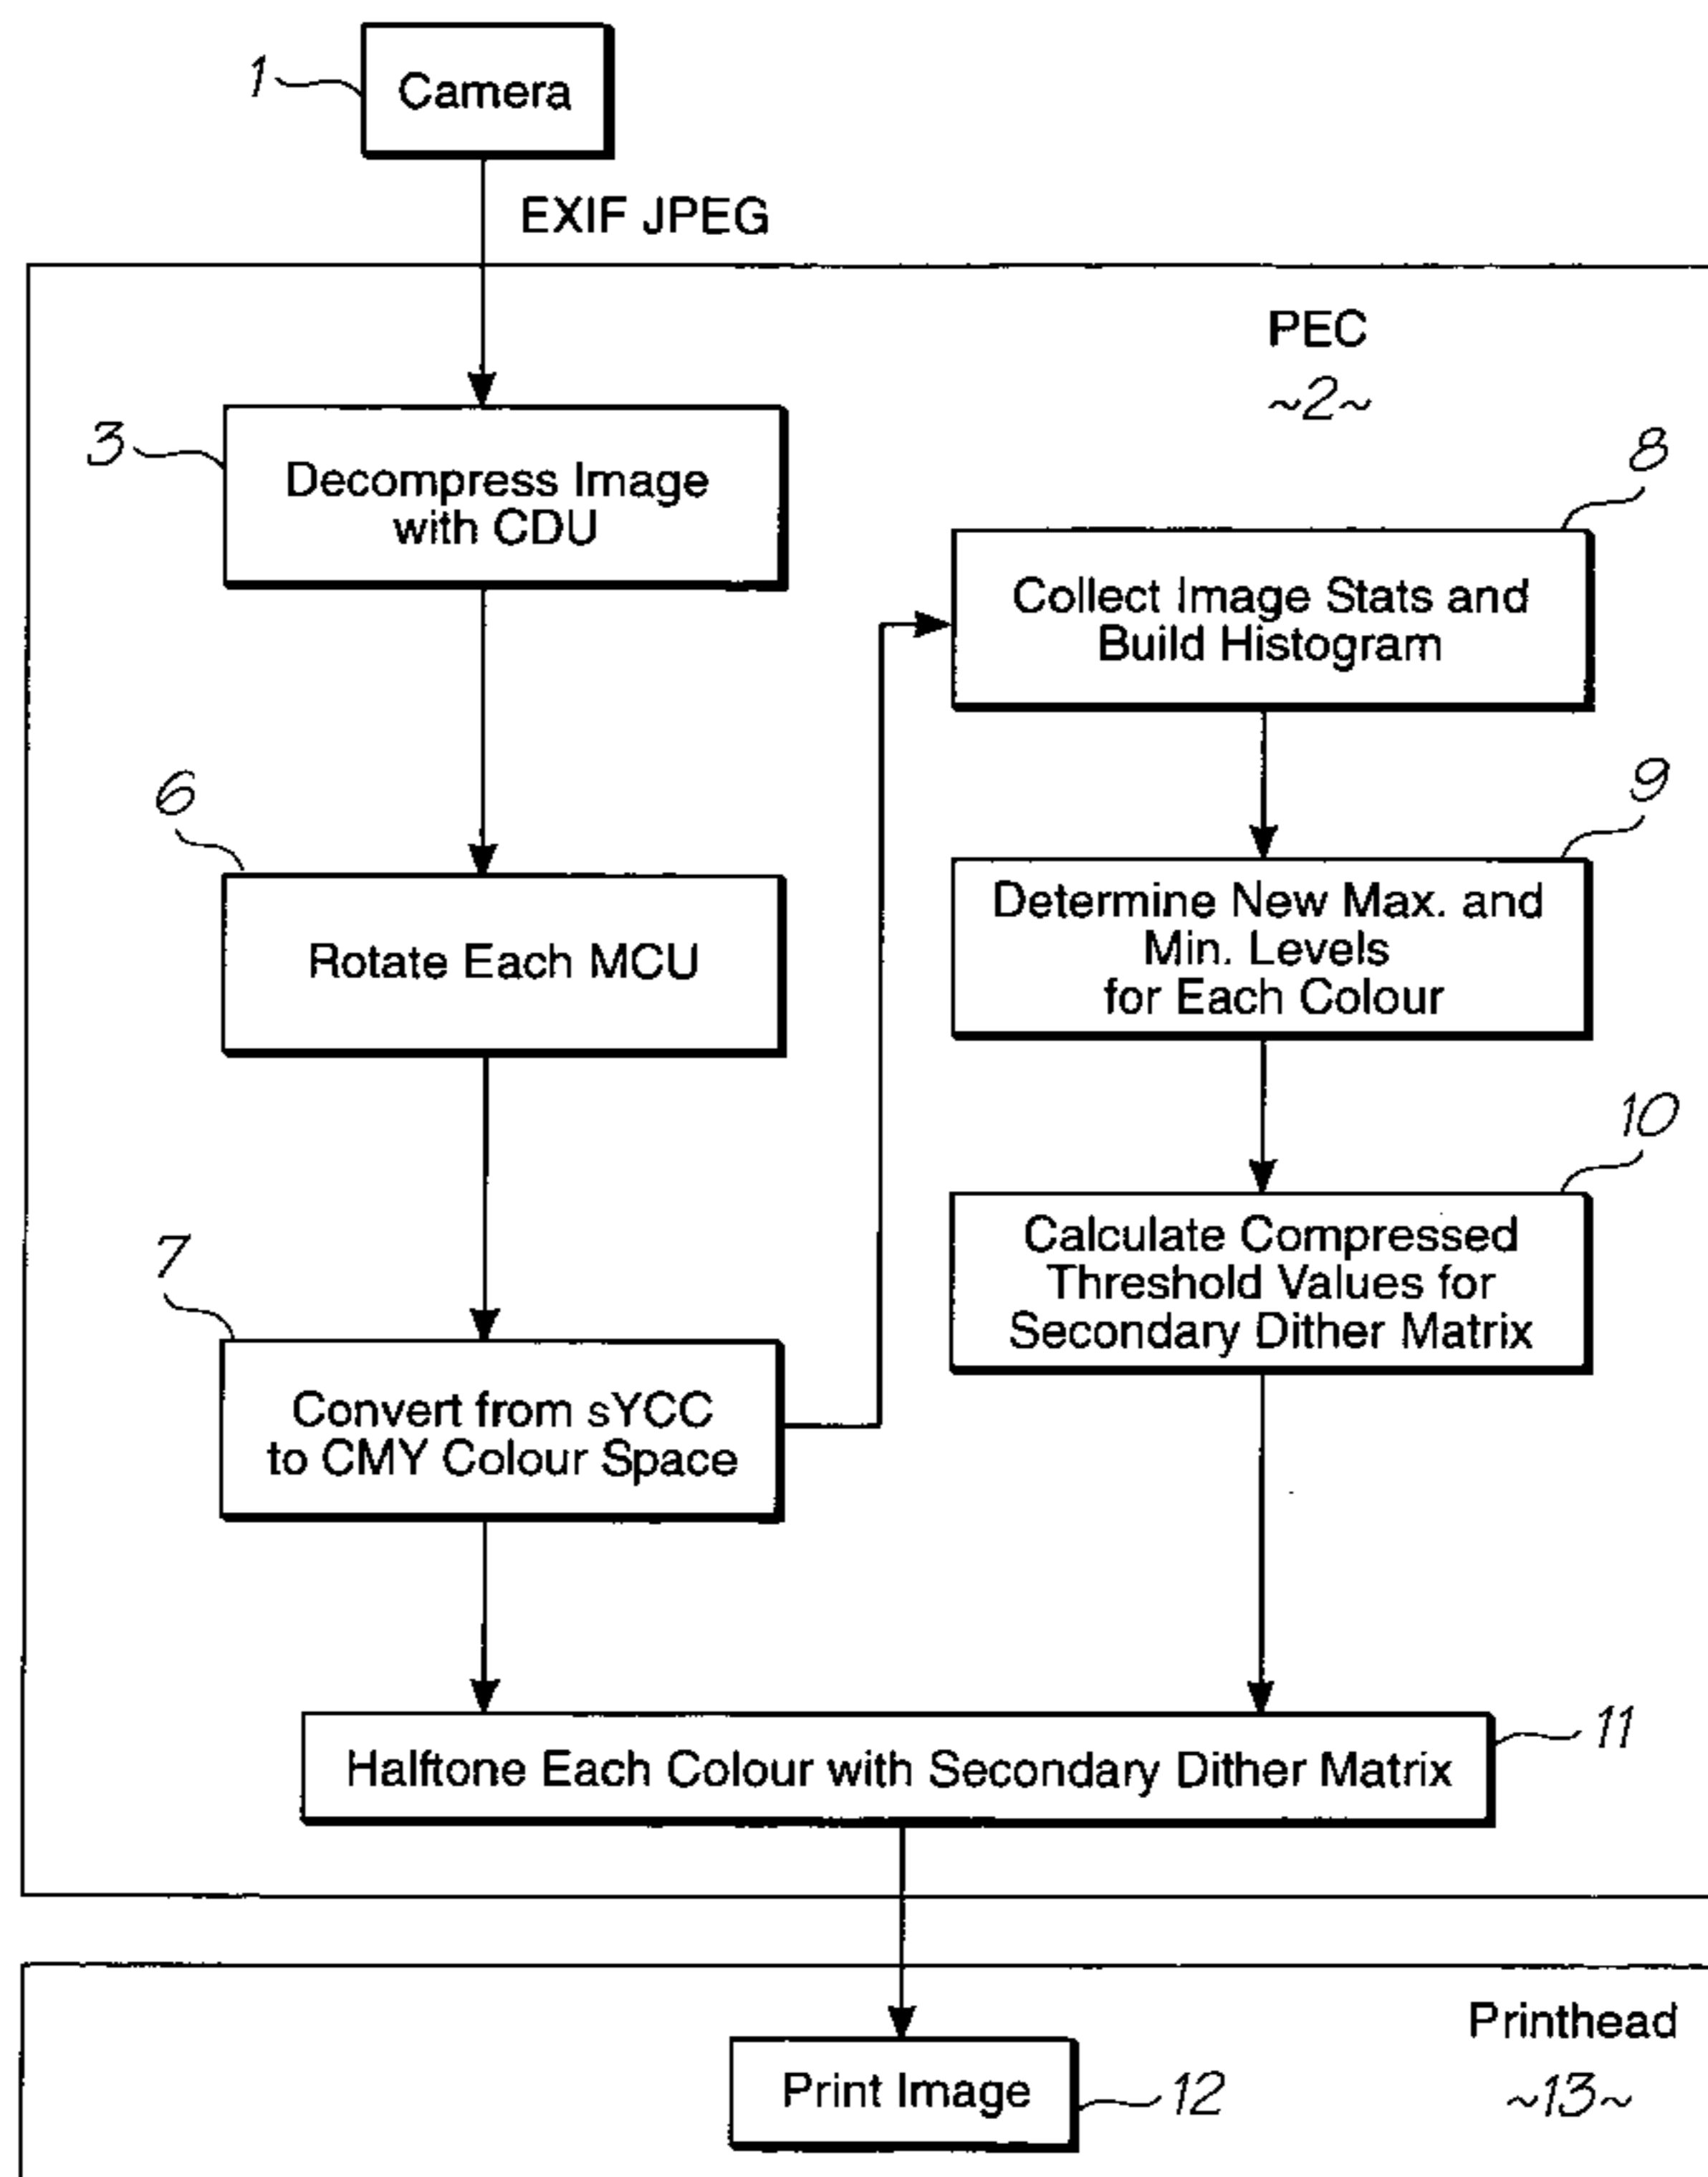 1
Camera
EXIF JPEG
PEC
~2~
3
Decompress Image
with CDU
8
Collect Image Stats and
Build Histogram
6
Rotate Each MCU
9
Determine New Max. and
Min. Levels
for Each Colour
10
Calculate Compressed
Threshold Values for
Secondary Dither Matrix
7
Convert from sYCC
to CMY Colour Space
11
Halftone Each Colour with Secondary Dither Matrix
Printhead
~13~
Print Image
12